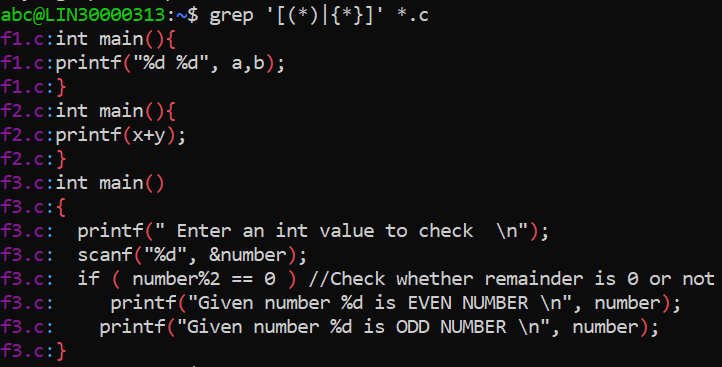 abc@LIN30000313:~$ grep '[(*)|{*}]' *.c
f1.c:int main(){
f1.c:printf("%d %d", a,b);
f1.c:}
f2.c:int main(){
f2.c:printf(x+y);
f2.c:}
f3.c:int main()
f3.c:{
f3.c:  printf(" Enter an int value to check  \n");
f3.c:  scanf("%d", &number);
f3.c:  if ( number%2 == 0 ) //Check whether remainder is 0 or not
f3.c:     printf("Given number %d is EVEN NUMBER \n", number);
f3.c:    printf("Given number %d is ODD NUMBER \n", number);
f3.c:}